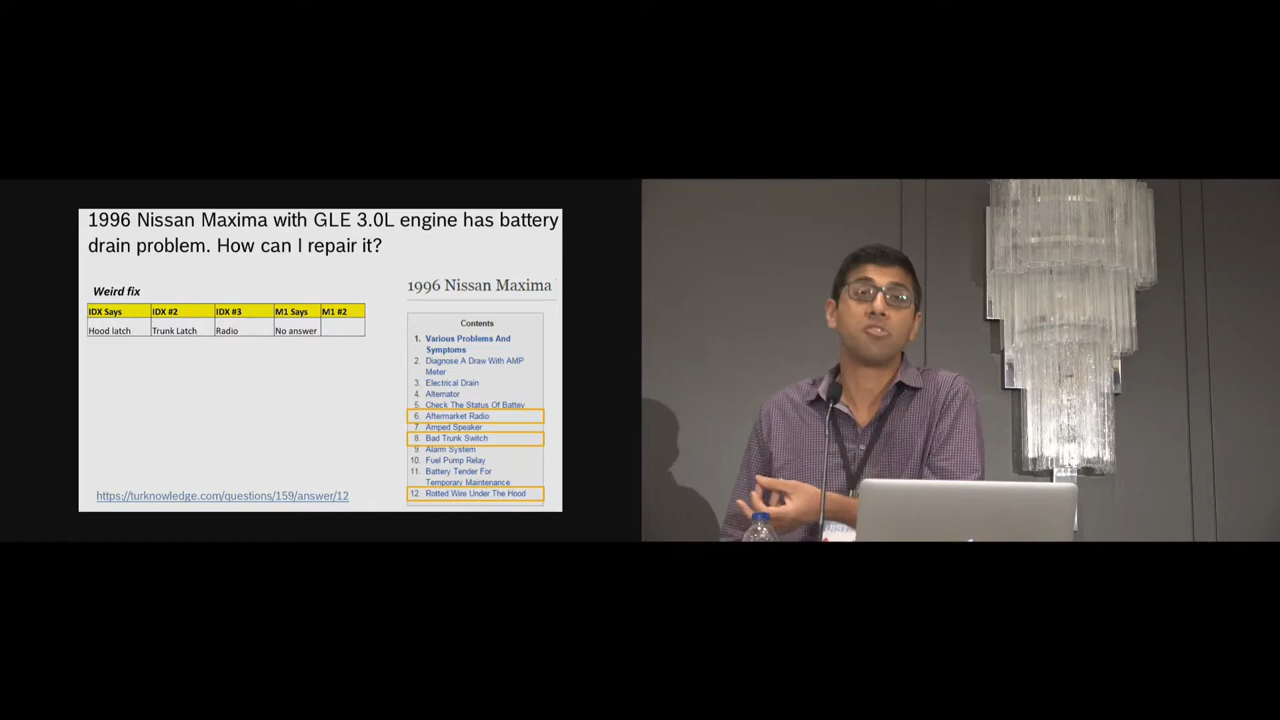 1996 Nissan Maxima with GLE 3.0L engine has battery
drain problem. How can I repair it?
Weird fix
IDX Says IDX #2 IDX #3 M1 Says M1 #2
Hood latch Trunk Latch Radio No answer
https://turknowledge.com/questions/159/answer/12
1996 Nissan Maxima
Contents
1. Various Problems And
Symptoms
2. Diagnose A Draw With AMP
Meter
3. Electrical Drain
4. Alternator
5. Check The Status Of Battey
6. Aftermarket Radio
7. Amped Speaker
8. Bad Trunk Switch
9. Alarm System
10. Fuel Pump Relay
11. Battery Tender For
Temporary Maintenance
12. Rotted Wire Under The Hood